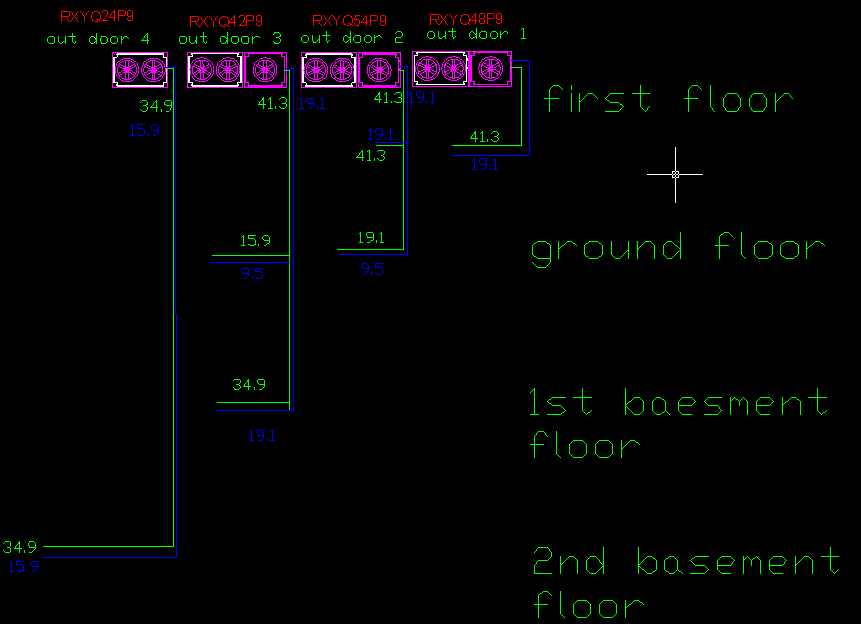 RXYQ24P9
RXYQ42P9
RXYQ54P9
RXYQ48P9
out door 4
out door 3
out door 2
out door 1
34.9
15.9
41.3
19.1
41.3
19.1
first floor
19.1
41.3
41.3
19.1
15.9
9.5
19.1
9.5
ground floor
34.9
19.1
1st baesment
floor
34.9
15.9
2nd basement
floor